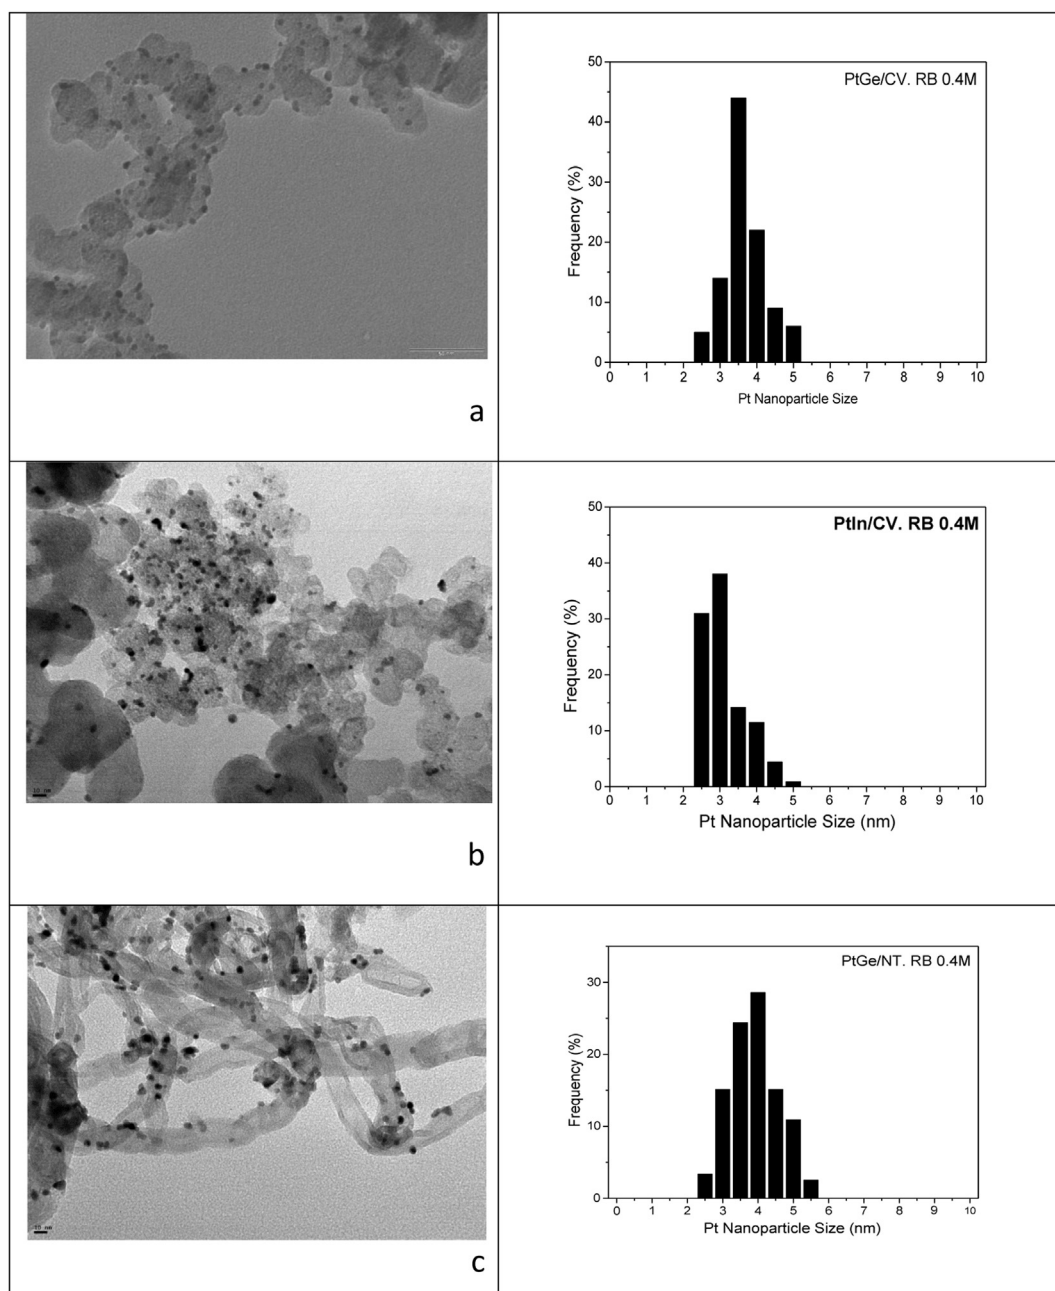 50
PtGe/CV. RB 0.4M
40
30
20
10
0
Frequency (%)
0 1 2 3 4 5 6 7 8 9 10
Pt Nanoparticle Size
a
50
PtIn/CV. RB 0.4M
40
30
20
10
0
Frequency (%)
0 1 2 3 4 5 6 7 8 9 10
Pt Nanoparticle Size (nm)
10 nm
b
PtGe/NT. RB 0.4M
30
20
10
0
Frequency (%)
0 1 2 3 4 5 6 7 8 9 10
Pt Nanoparticle Size (nm)
10 nm
c